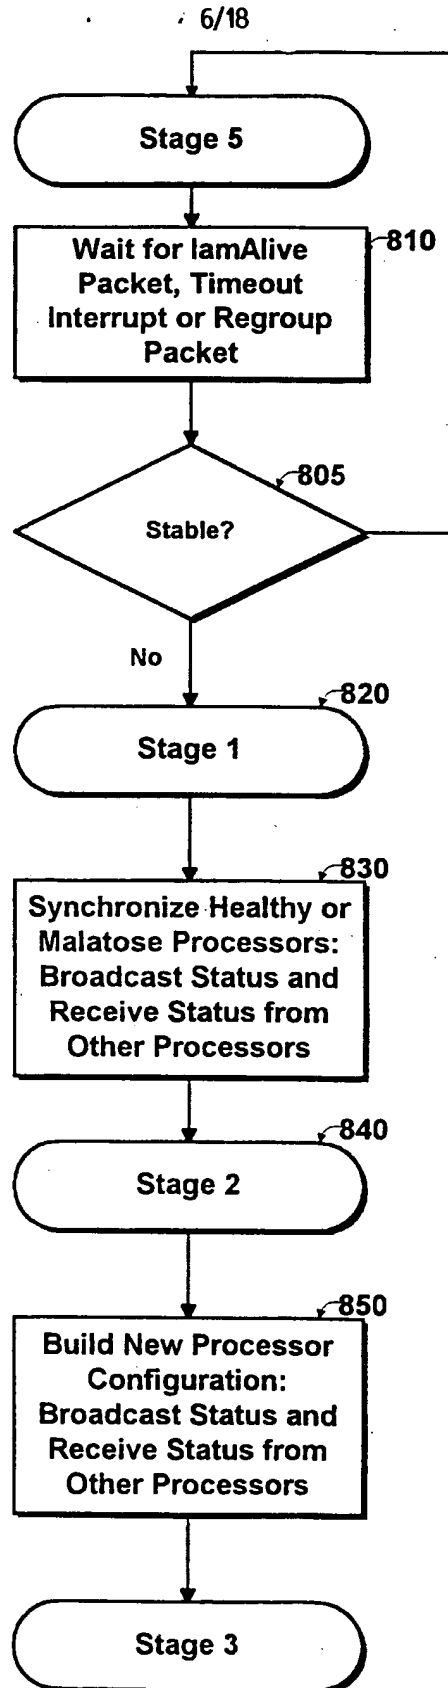 6/18
Stage 5
810
Wait for IamAlive
Packet, Timeout
Interrupt or Regroup
Packet
805
Stable?
No
820
Stage 1
830
Synchronize Healthy or
Malatose Processors:
Broadcast Status and
Receive Status from
Other Processors
840
Stage 2
850
Build New Processor
Configuration:
Broadcast Status and
Receive Status from
Other Processors
Stage 3